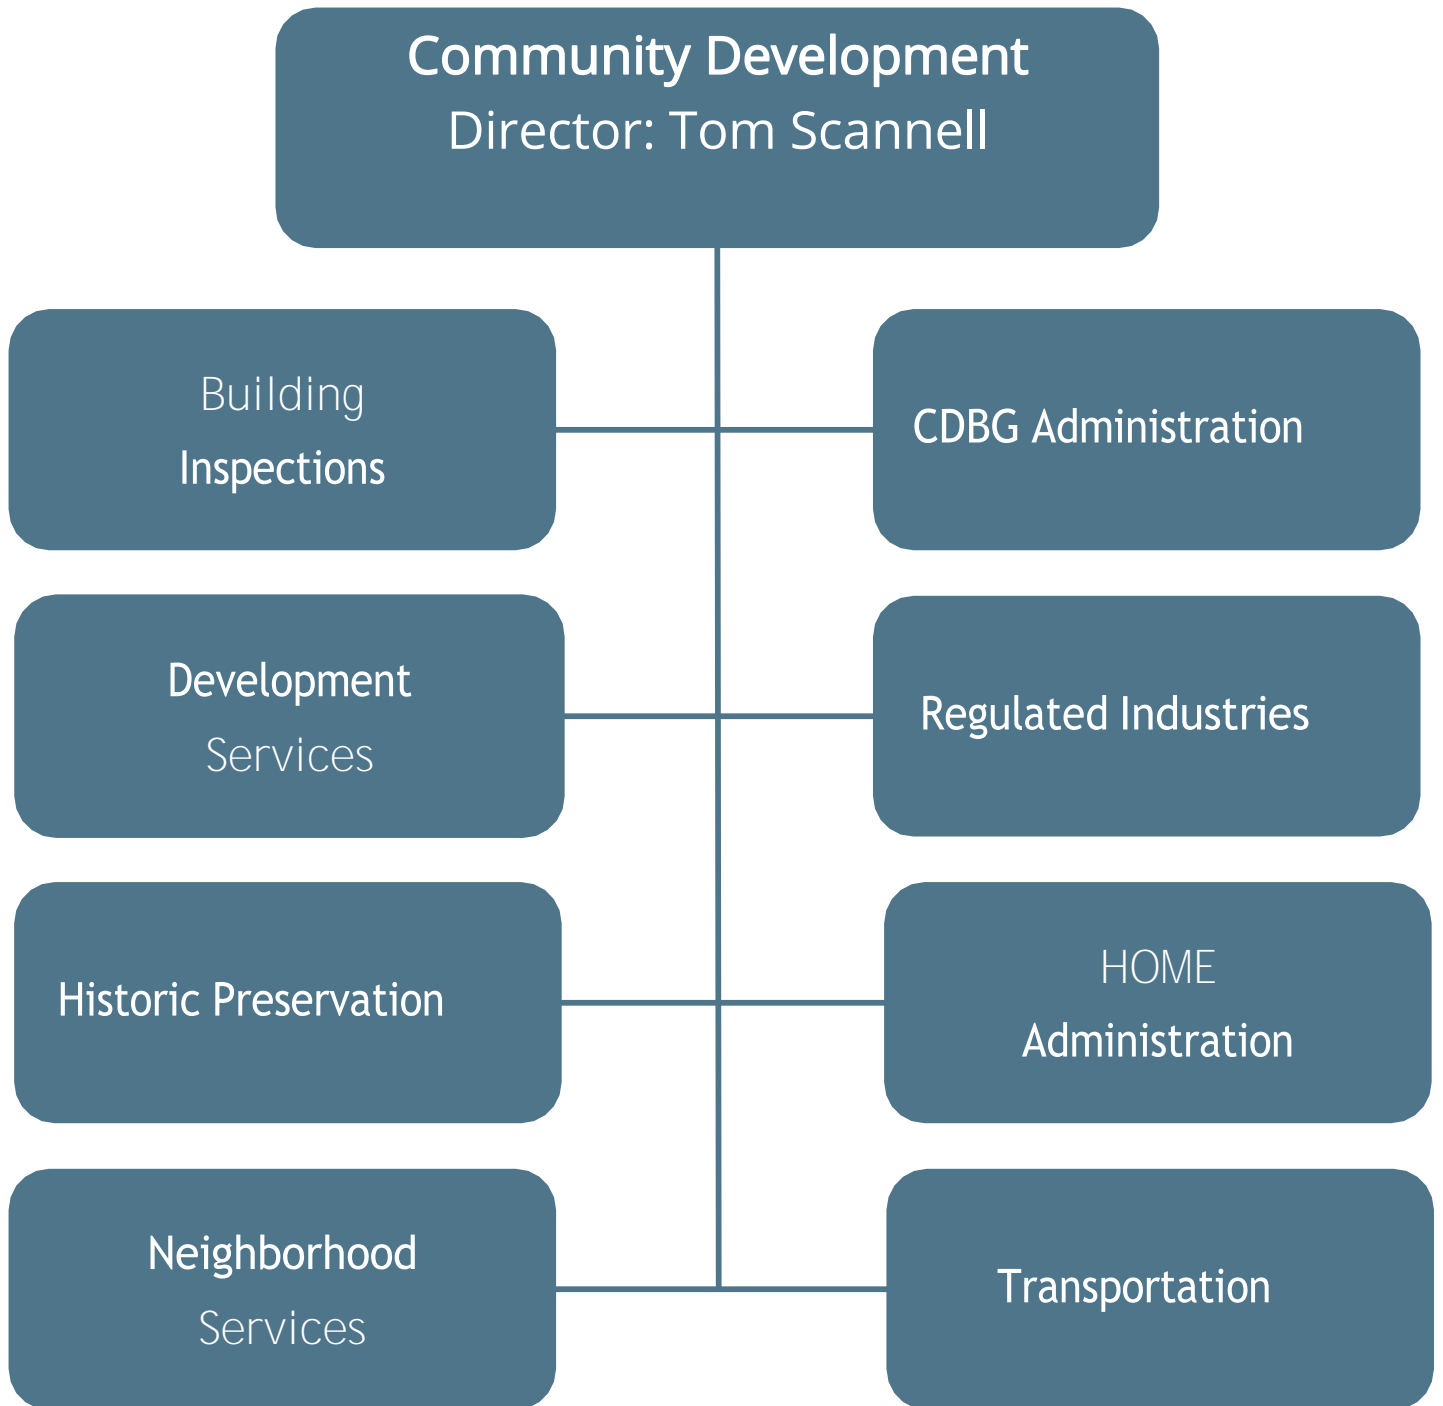 Community Development
Director: Tom Scannell
Building
Inspections
CDBG Administration
Development
Services
Regulated Industries
Historic Preservation
HOME
Administration
Neighborhood
Services
Transportation